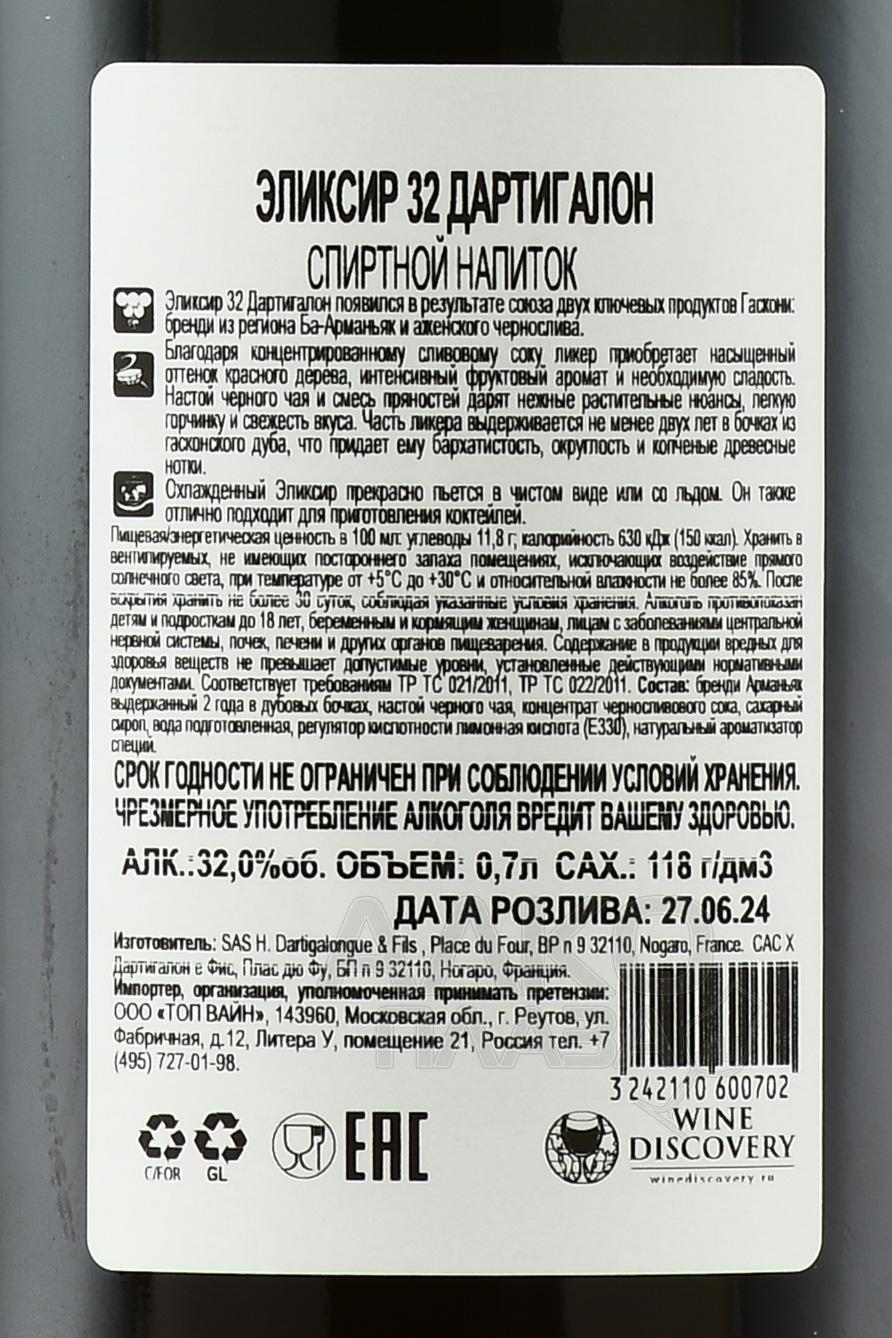 ЭЛИКСИР 32 ДАРТИГАЛОН
СПИРТНОЙ НАПИТОК
Эликсир 32 Дартигалон появился в результате союза двух ключевых продуктов Гаскони:
бренди из региона Ба-Арманьяк и аженского чернослива.
Благодаря концентрированному сливовому соку ликер приобретает насыщенный
оттенок красного дерева, интенсивный фруктовый аромат и необходимую сладость.
Настой черного чая и смесь пряностей дарят нежные растительные нюансы, легкую
горчинку и свежесть вкуса. Часть ликера выдерживается не менее двух лет в бочках из
гасконского дуба, что придает ему бархатистость, округлость и копченые древесные
нотки.
Охлажденный Эликсир прекрасно пьется в чистом виде или со льдом. Он также
отлично подходит для приготовления коктейлей.
Пищевая/энергетическая ценность в 100 мл: углеводы 11,8 г; калорийность 630 кДж (150 ккал). Хранить в
вентилируемых, не имеющих постороннего запаха помещениях, исключающих воздействие прямого
солнечного света, при температуре от +5°С до +30°С и относительной влажности не более 85%. После
вскрытия хранить не более 30 суток, соблюдая указанные условия хранения. Алкоголь противопоказан
детям и подросткам до 18 лет, беременным и кормящим женщинам, лицам с заболеваниями центральной
нервной системы, почек, печени и других органов пищеварения. Содержание в продукции вредных для
здоровья веществ не превышает допустимые уровни, установленные действующими нормативными
документами. Соответствует требованиям ТР ТС 021/2011, ТР ТС 022/2011. Состав: бренди Арманьяк
выдержанный 2 года в дубовых бочках, настой черного чая, концентрат черносливового сока, сахарный
сироп, вода подготовленная, регулятор кислотности лимонная кислота (Е330), натуральный ароматизатор
специи.
СРОК ГОДНОСТИ НЕ ОГРАНИЧЕН ПРИ СОБЛЮДЕНИИ УСЛОВИЙ ХРАНЕНИЯ.
ЧРЕЗМЕРНОЕ УПОТРЕБЛЕНИЕ АЛКОГОЛЯ ВРЕДИТ ВАШЕМУ ЗДОРОВЬЮ.
АЛК.:32,0%об. ОБЪЕМ: 0,7л САХ.: 118 г/дм3
ДАТА РОЗЛИВА: 27.06.24
Изготовитель: SAS H. Dartigalongue & Fils , Place du Four, BP n 9 32110, Nogaro, France. САС Х
Дартигалон е Фис, Плас дю Фу, БП n 9 32110, Ногаро, Франция.
Импортер, организация, уполномоченная принимать претензии:
ООО «ТОП ВАЙН», 143960, Московская обл., г. Реутов, ул.
Фабричная, д.12, Литера У, помещение 21, Россия тел. +7
(495) 727-01-98.
3 242110 600702
C/FOR
GL
EAC
WINE
DISCOVERY
winediscovery.ru